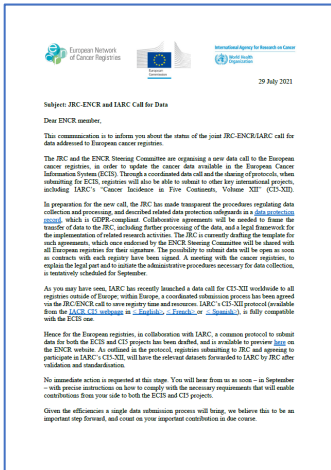 European Network
of Cancer Registries
European
Commission
International Agency for Research on Cancer
World Health
Organization
29 July 2021
Subject: JRC-ENCR and IARC Call for Data
Dear ENCR member,
This communication is to inform you about the status of the joint JRC-ENCR/IARC call for
data addressed to European cancer registries.
The JRC and the ENCR Steering Committee are organising a new data call to the European
cancer registries, in order to update the cancer data available in the European Cancer
Information System (ECIS). Through a coordinated data call and the sharing of protocols, when
submitting for ECIS, registries will also be able to submit to other key international projects,
including IARC's "Cancer Incidence in Five Continents, Volume XII" (CI5-XII).
In preparation for the new call, the JRC has made transparent the procedures regulating data
collection and processing, and described related data protection safeguards in a data protection
record, which is GDPR-compliant. Collaborative agreements will be needed to frame the
transfer of data to the JRC, including further processing of the data, and a legal framework for
the implementation of related research activities. The JRC is currently drafting the template for
such agreements, which once endorsed by the ENCR Steering Committee will be shared with
all European registries for their signature. The possibility to submit data will be open as soon
as contracts with each registry have been signed. A meeting with the cancer registries, to
explain the legal part and to initiate the administrative procedures necessary for data collection,
is tentatively scheduled for September.
As you may have seen, IARC has recently launched a data call for CI5-XII worldwide to all
registries outside of Europe; within Europe, a coordinated submission process has been agreed
via the JRC/ENCR call to save registry time and resources. IARC's CI5-XII protocol (available
from the IACR CI5 webpage in < English>, < French> or < Spanish>), is fully compatible
with the ECIS one.
Hence for the European registries, in collaboration with IARC, a common protocol to submit
data for both the ECIS and CI5 projects has been drafted, and is available to preview here on
the ENCR website. As outlined in the protocol, registries submitting to JRC and agreeing to
participate in IARC's CI5-XII, will have the relevant datasets forwarded to IARC by JRC after
validation and standardisation.
No immediate action is requested at this stage. You will hear from us as soon – in September
– with precise instructions on how to comply with the necessary requirements that will enable
contributions from your side to both the ECIS and CI5 projects.
Given the efficiencies a single data submission process will bring, we believe this to be an
important step forward, and count on your important contribution in due course.